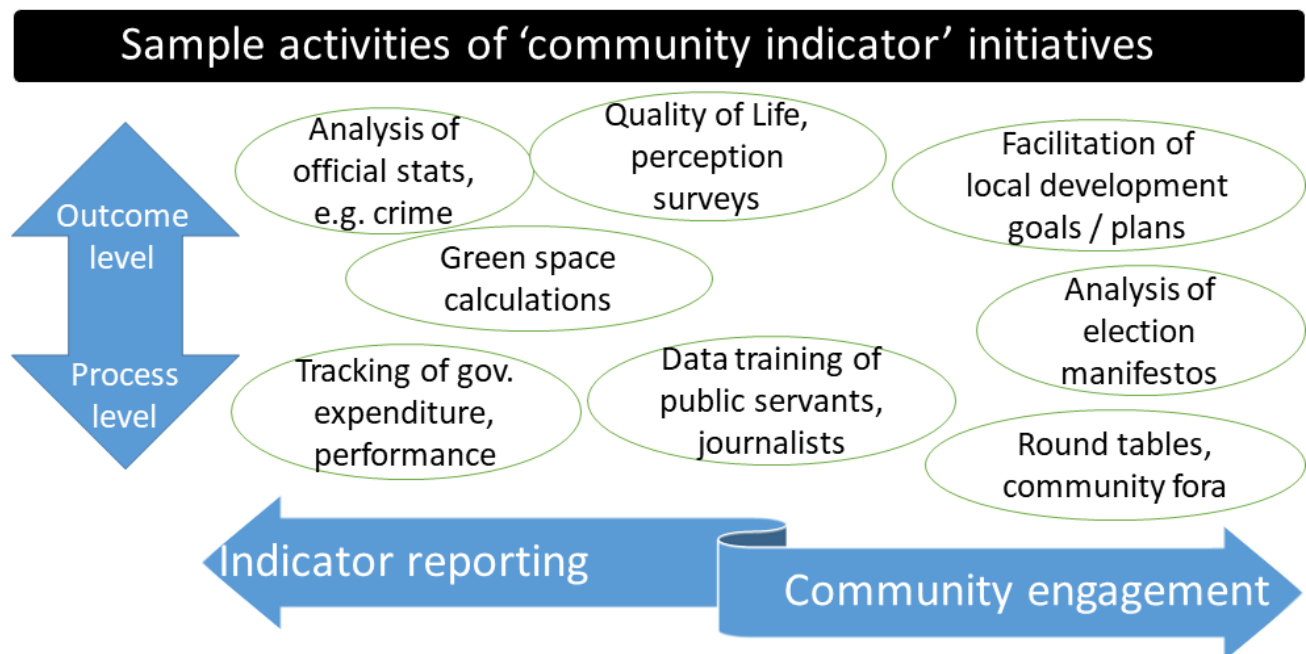 Sample activities of ‘community indicator’ initiatives
Outcome
level
Process
level
Analysis of
official stats,
e.g. crime
Quality of Life,
perception
surveys
Facilitation of
local development
goals / plans
Green space
calculations
Analysis of
election
manifestos
Tracking of gov.
expenditure,
performance
Data training of
public servants,
journalists
Round tables,
community fora
Indicator reporting
Community engagement